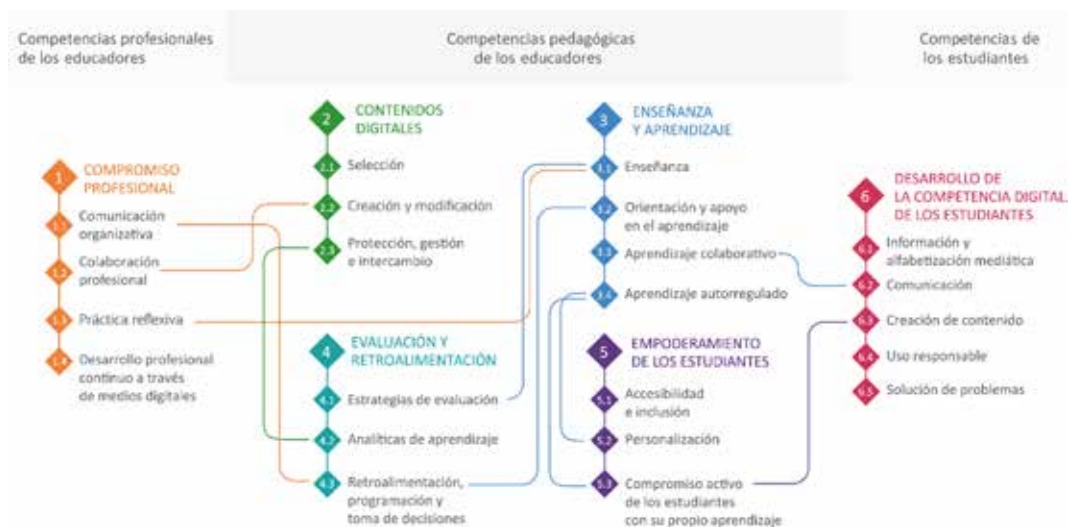 Competencias profesionales
de los educadores
Competencias pedagógicas
de los educadores
Competencias de
los estudiantes
1
COMPROMISO
PROFESIONAL
1.1
Comunicación
organizativa
1.2
Colaboración
profesional
1.3
Práctica reflexiva
1.4
Desarrollo profesional
continuo a través
de medios digitales
2
CONTENIDOS
DIGITALES
2.1
Selección
2.2
Creación y modificación
2.3
Protección, gestión
e intercambio
3
ENSEÑANZA
Y APRENDIZAJE
3.1
Enseñanza
3.2
Orientación y apoyo
en el aprendizaje
3.3
Aprendizaje colaborativo
3.4
Aprendizaje autorregulado
4
EVALUACIÓN Y
RETROALIMENTACIÓN
4.1
Estrategias de evaluación
4.2
Analíticas de aprendizaje
4.3
Retroalimentación,
programación y
toma de decisiones
5
EMPODERAMIENTO
DE LOS ESTUDIANTES
5.1
Accesibilidad
e inclusión
5.2
Personalización
5.3
Compromiso activo
de los estudiantes
con su propio aprendizaje
6
DESARROLLO DE
LA COMPETENCIA DIGITAL
DE LOS ESTUDIANTES
6.1
Información y
alfabetización mediática
6.2
Comunicación
6.3
Creación de contenido
6.4
Uso responsable
6.5
Solución de problemas